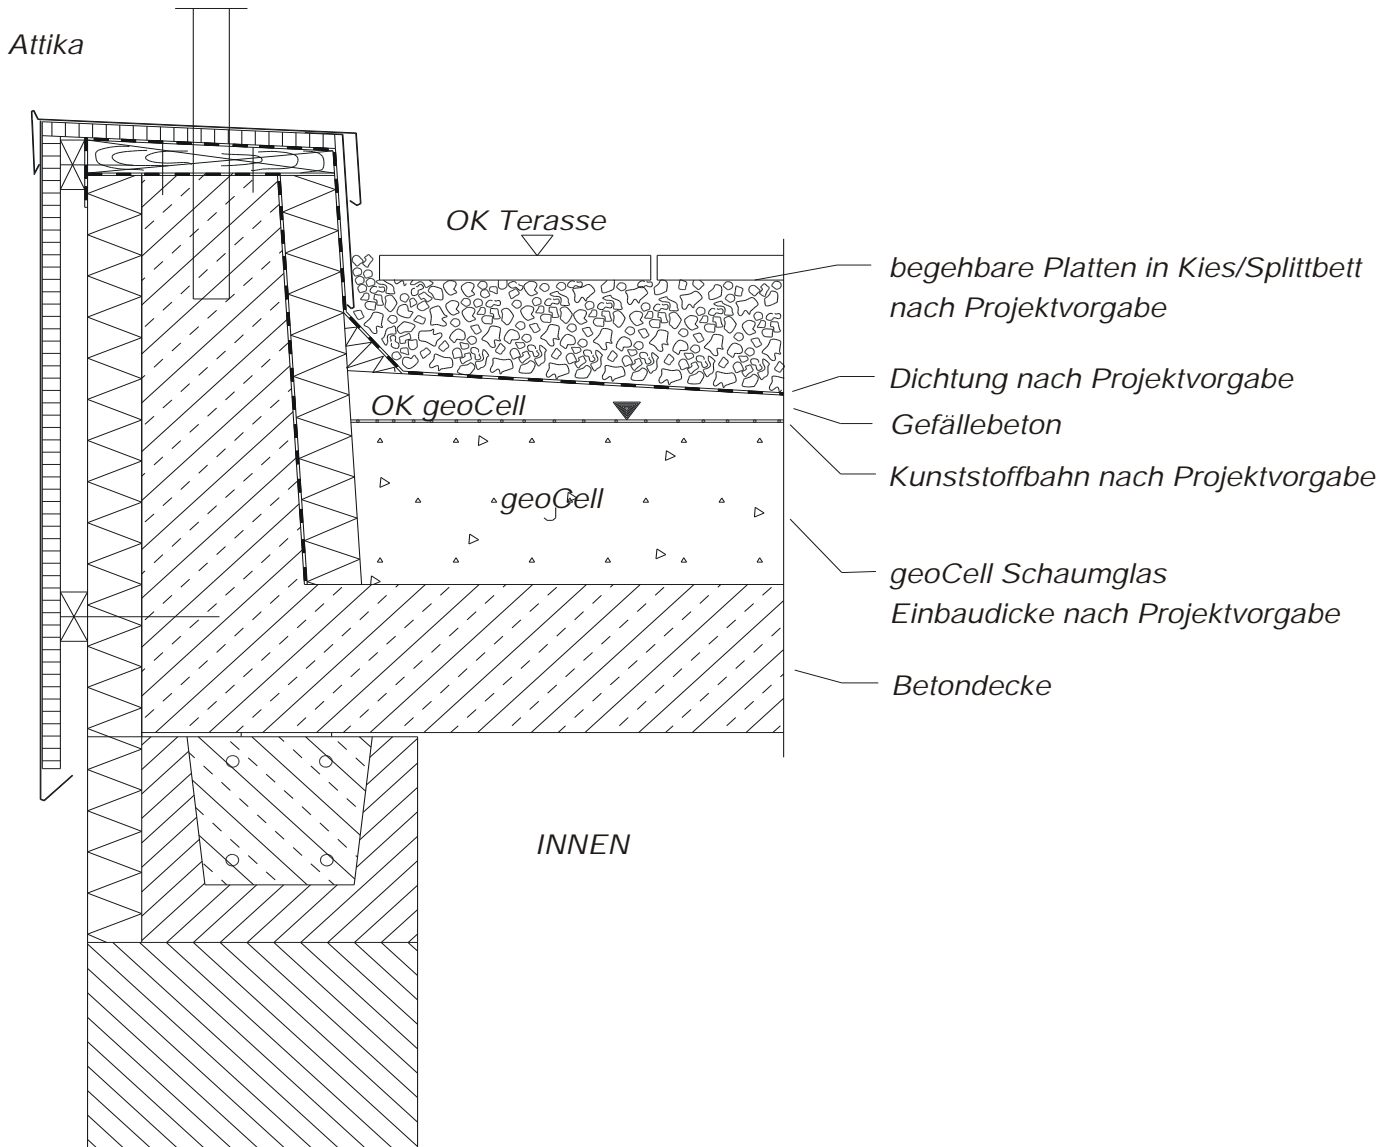 Attika
OK Terasse
begehbare Platten in Kies/Splittbett
nach Projektvorgabe
Dichtung nach Projektvorgabe
OK geoCell
Gefällebeton
Kunststoffbahn nach Projektvorgabe
geoCell
geoCell Schaumglas
Einbaudicke nach Projektvorgabe
Betondecke
INNEN